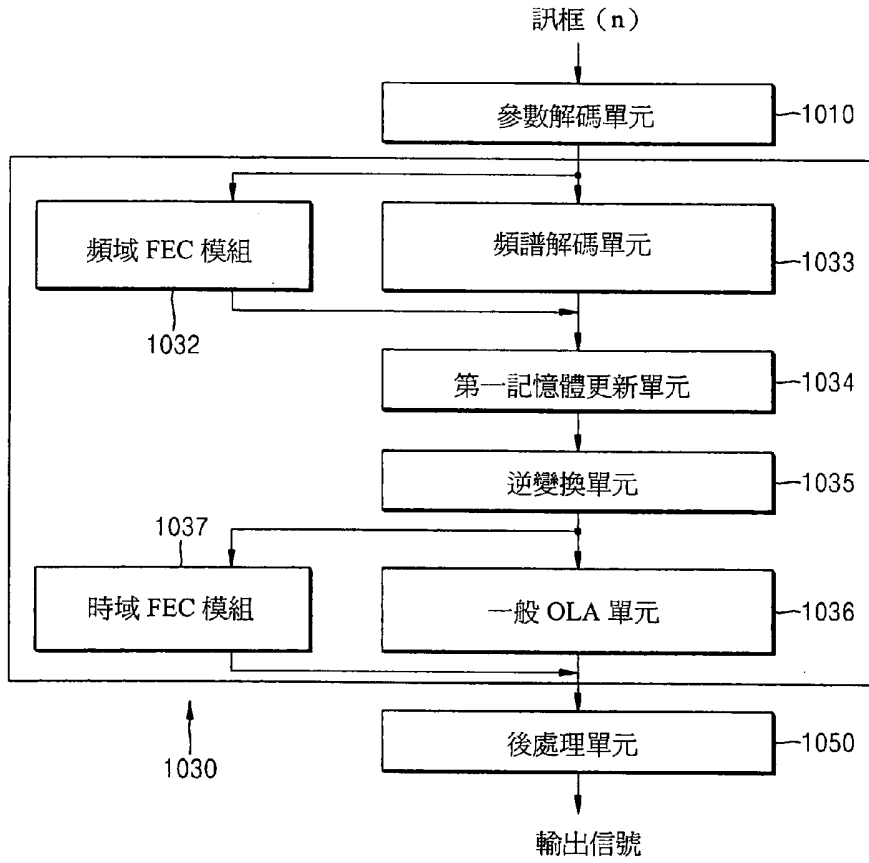 訊框（n）
參數解碼單元
1010
頻域 FEC 模組
1032
頻譜解碼單元
1033
第一記憶體更新單元
1034
逆變換單元
1035
1037
時域 FEC 模組
一般 OLA 單元
1036
1030
後處理單元
1050
輸出信號